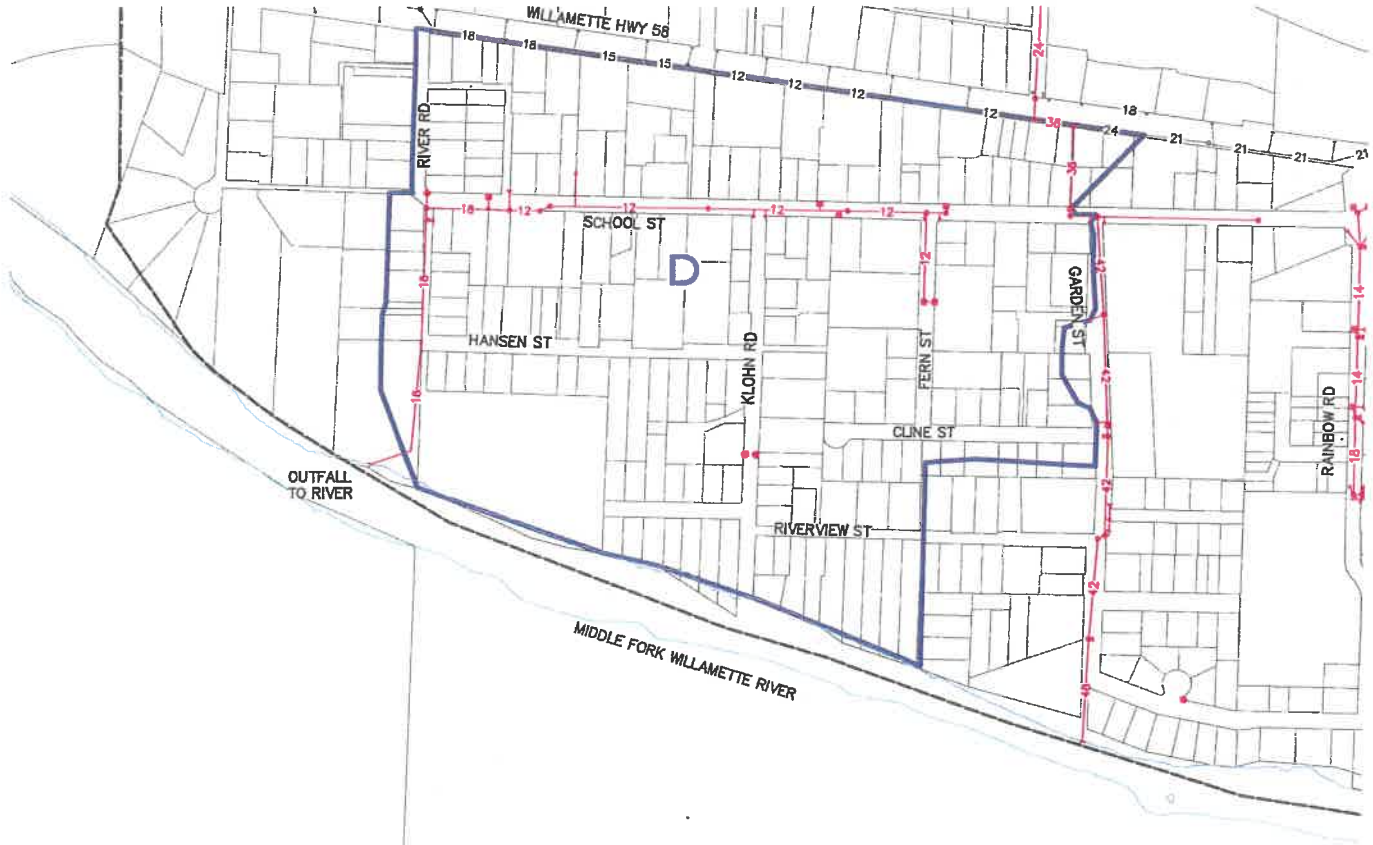 WILLAMETTE HWY 58
18
18
15
15
12
12
12
12
24
18
36
24
21
21
21
21
36
RIVER RD
18
12
12
12
12
SCHOOL ST
D
12
42
GARDEN ST
14
HANSEN ST
KLOHN RD
FERN ST
18
18
42
14
RAINBOW RD
CLINE ST
18
OUTFALL
TO RIVER
42
RIVERVIEW ST
42
MIDDLE FORK WILLAMETTE RIVER